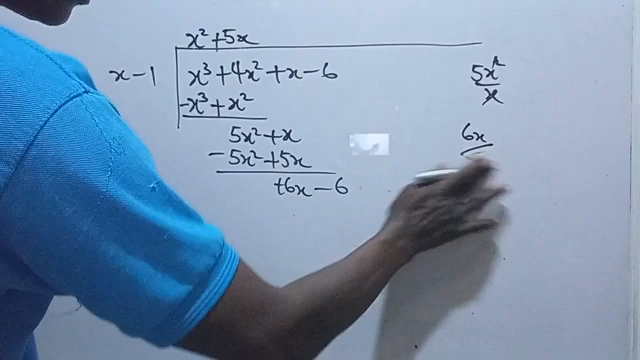 x² + 5x
x - 1 x³ + 4x² + x - 6
- x³ + x²
5x² + x
- 5x² + 5x
+6x - 6
5x²
x
6x